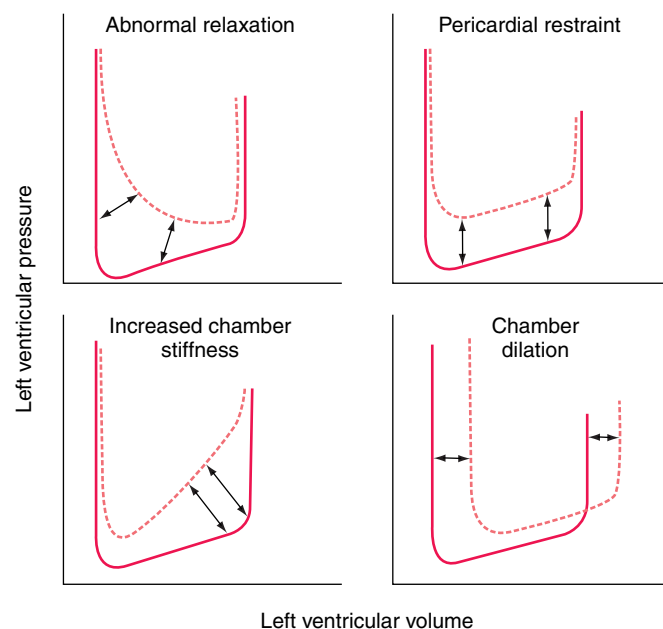 Abnormal relaxation
Pericardial restraint
Increased chamber
stiffness
Chamber
dilation
Left ventricular pressure
Left ventricular volume